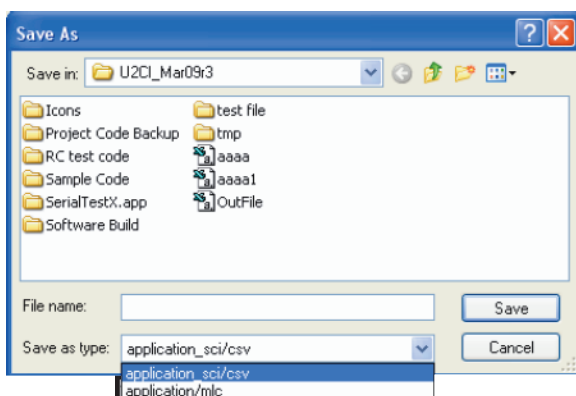 Save As
Save in: U2CI_Mar09r3
Icons
Project Code Backup
RC test code
Sample Code
SerialTestX.app
Software Build
test file
tmp
aaaa
aaaa1
OutFile
File name:
Save
Save as type: application_sci/csv
Cancel
application_sci/csv
application/mlc